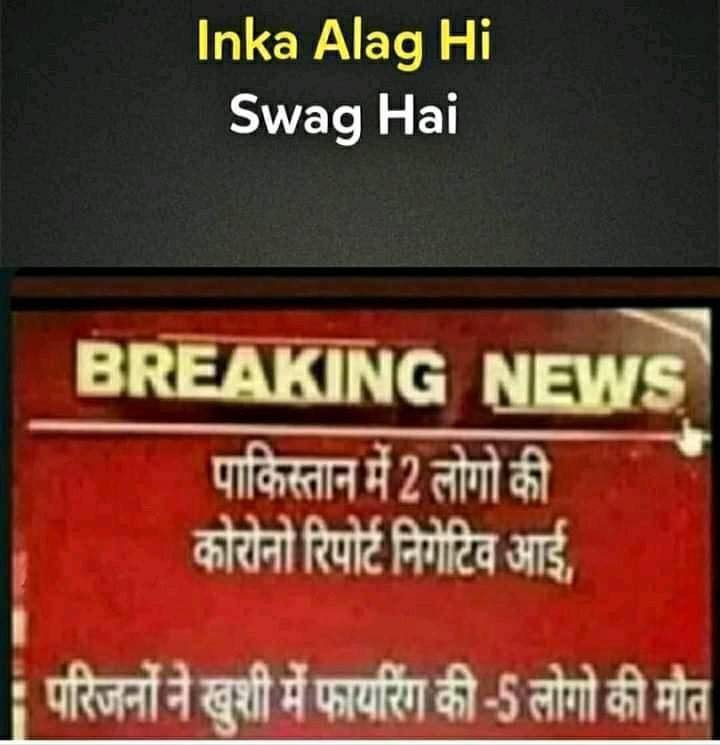 Inka Alag Hi
Swag Hai
BREAKING NEWS
पाकिस्तान में 2 लोगो की
कोरोनो रिपोर्ट निगेटिव आई,
परिजनों ने खुशी में फायरिंग की -5 लोगो की मौत